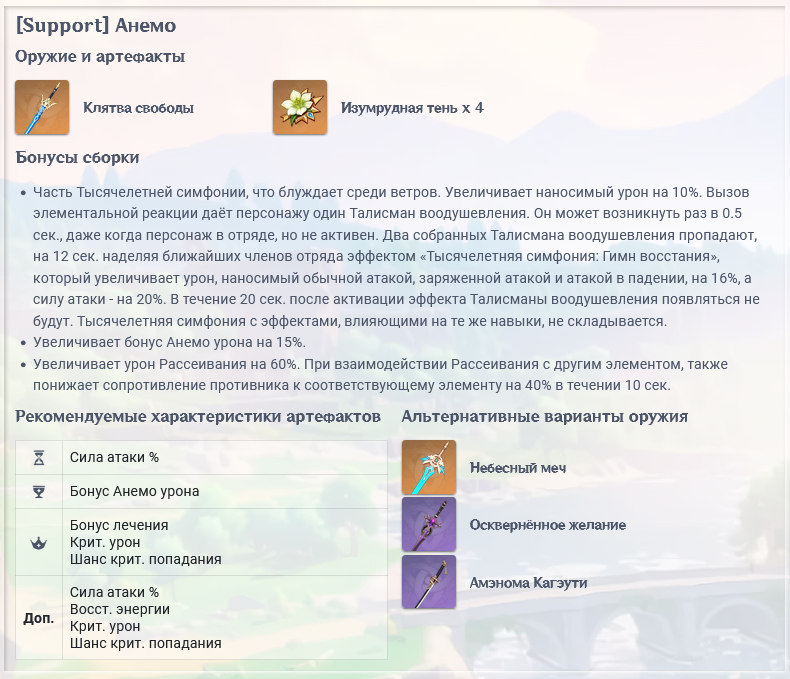 [Support] Анемо
Оружие и артефакты
Клятва свободы
Изумрудная тень x 4
Бонусы сборки
Часть Тысячелетней симфонии, что блуждает среди ветров. Увеличивает наносимый урон на 10%. Вызов
элементальной реакции даёт персонажу один Талисман воодушевления. Он может возникнуть раз в 0.5
сек., даже когда персонаж в отряде, но не активен. Два собранных Талисмана воодушевления пропадают,
на 12 сек. наделяя ближайших членов отряда эффектом «Тысячелетняя симфония: Гимн восстания»,
который увеличивает урон, наносимый обычной атакой, заряженной атакой и атакой в падении, на 16%, а
силу атаки - на 20%. В течение 20 сек. после активации эффекта Талисманы воодушевления появляться не
будут. Тысячелетняя симфония с эффектами, влияющими на те же навыки, не складывается.
Увеличивает бонус Анемо урона на 15%.
Увеличивает урон Рассеивания на 60%. При взаимодействии Рассеивания с другим элементом, также
понижает сопротивление противника к соответствующему элементу на 40% в течении 10 сек.
Рекомендуемые характеристики артефактов
Сила атаки %
Бонус Анемо урона
Бонус лечения
Крит. урон
Шанс крит. попадания
Доп.
Сила атаки %
Восст. энергии
Крит. урон
Шанс крит. попадания
Альтернативные варианты оружия
Небесный меч
Осквернённое желание
Амэнома Кагэути